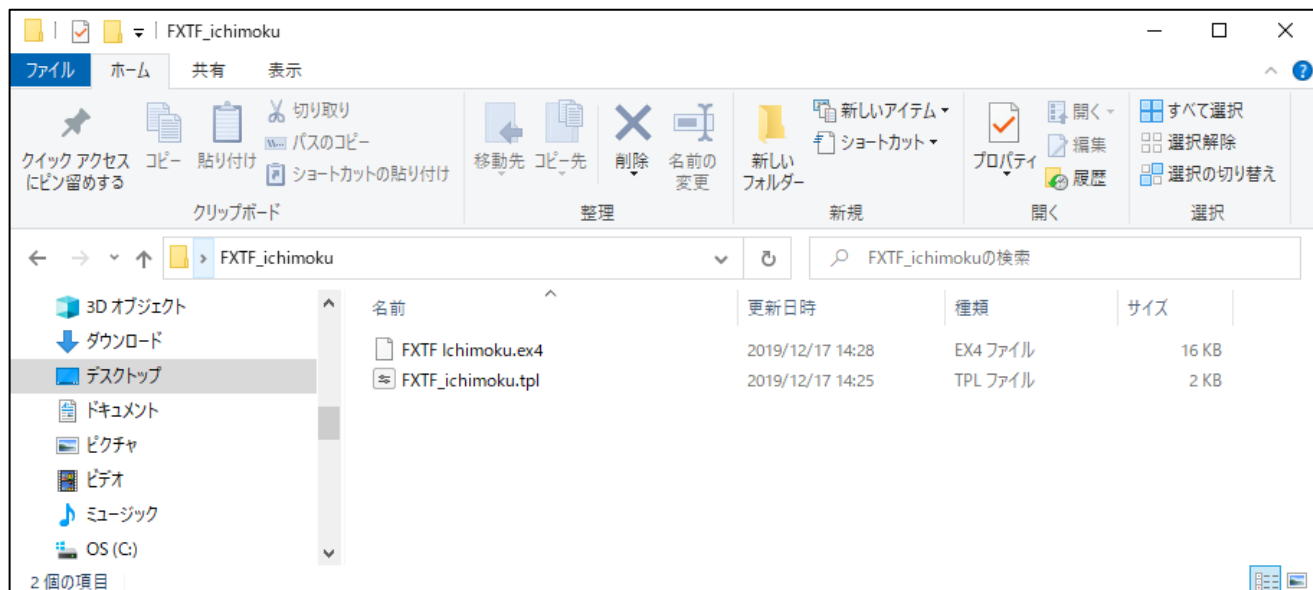 FXTF_ichimoku
ファイル ホーム 共有 表示
クイック アクセス
にピン留めする
コピー
貼り付け
切り取り
パスのコピー
ショートカットの貼り付け
クリップボード
移動先
コピー先
削除
名前の
変更
整理
新しい
フォルダー
新しいアイテム
ショートカット
新規
プロパティ
開く
編集
履歴
開く
すべて選択
選択解除
選択の切り替え
選択
FXTF_ichimoku
FXTF_ichimokuの検索
3D オブジェクト
ダウンロード
デスクトップ
ドキュメント
ピクチャ
ビデオ
ミュージック
OS (C:)
名前 更新日時 種類 サイズ
FXTF Ichimoku.ex4 2019/12/17 14:28 EX4 ファイル 16 KB
FXTF_ichimoku.tpl 2019/12/17 14:25 TPL ファイル 2 KB
2 個の項目